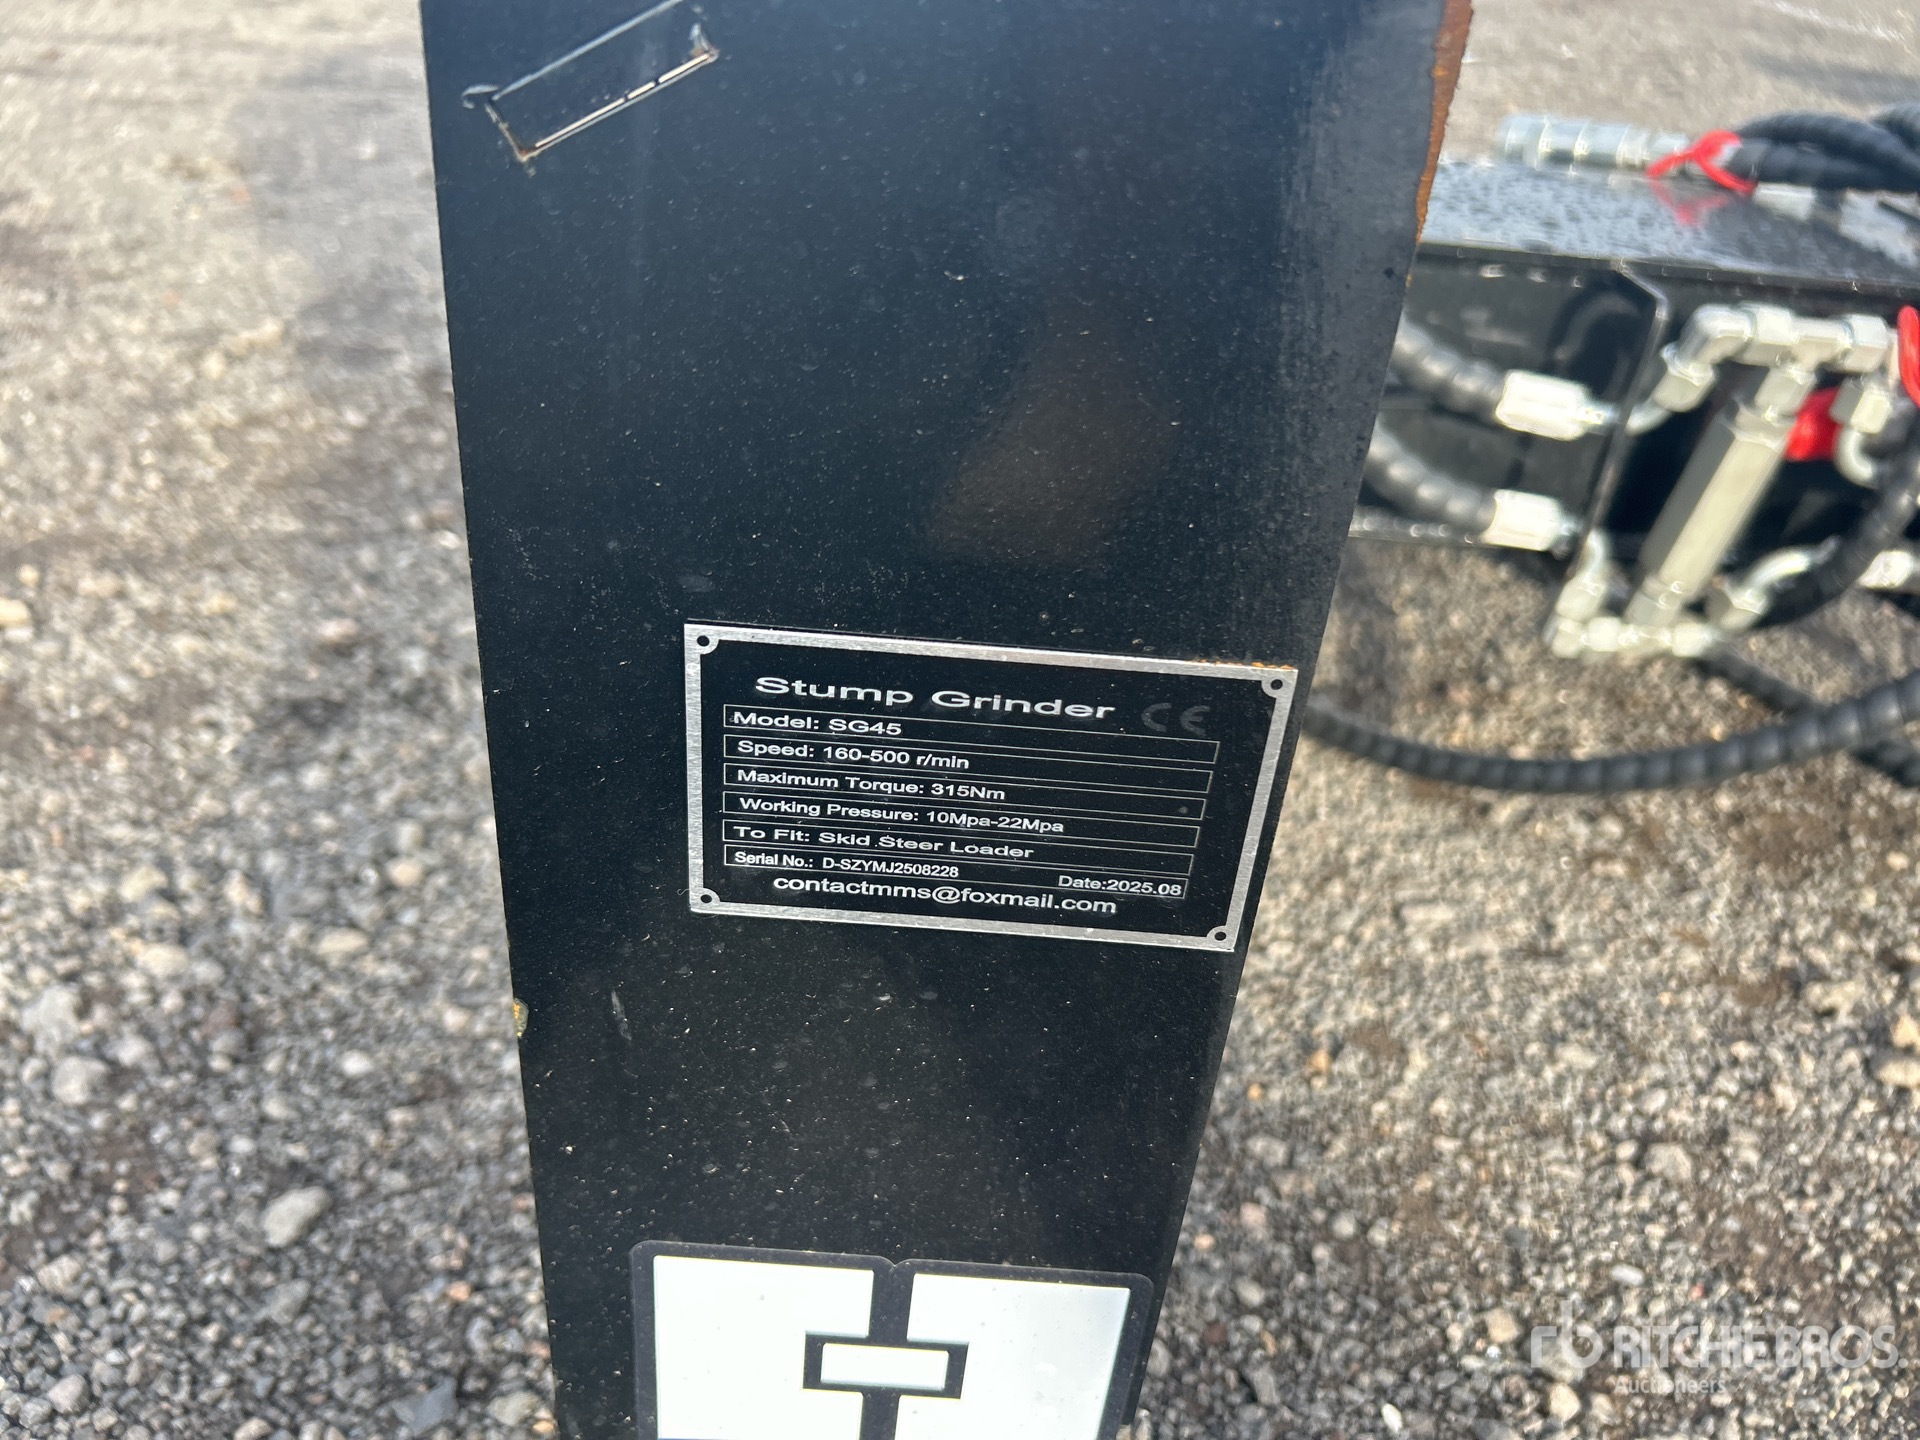 Stump Grinder CE
Model: SG45
Speed: 160-500 r/min
Maximum Torque: 315Nm
Working Pressure: 10Mpa-22Mpa
To Fit: Skid Steer Loader
Serial No.: D-SZYMJ2508228 Date:2025.08
contactmms@foxmail.com
rb RITCHIE BROS.
Auctioneers